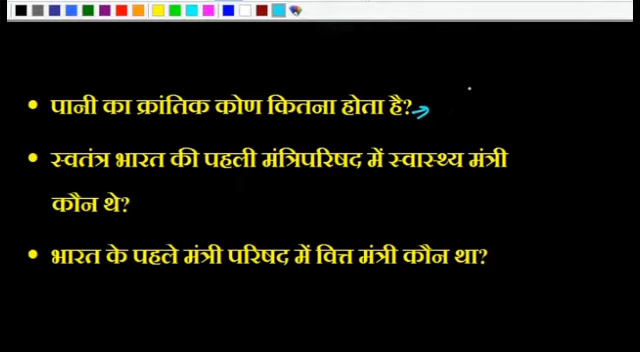 • पानी का क्रांतिक कोण कितना होता है?
• स्वतंत्र भारत की पहली मंत्रिपरिषद में स्वास्थ्य मंत्री
कौन थे?
• भारत के पहले मंत्री परिषद में वित्त मंत्री कौन था?